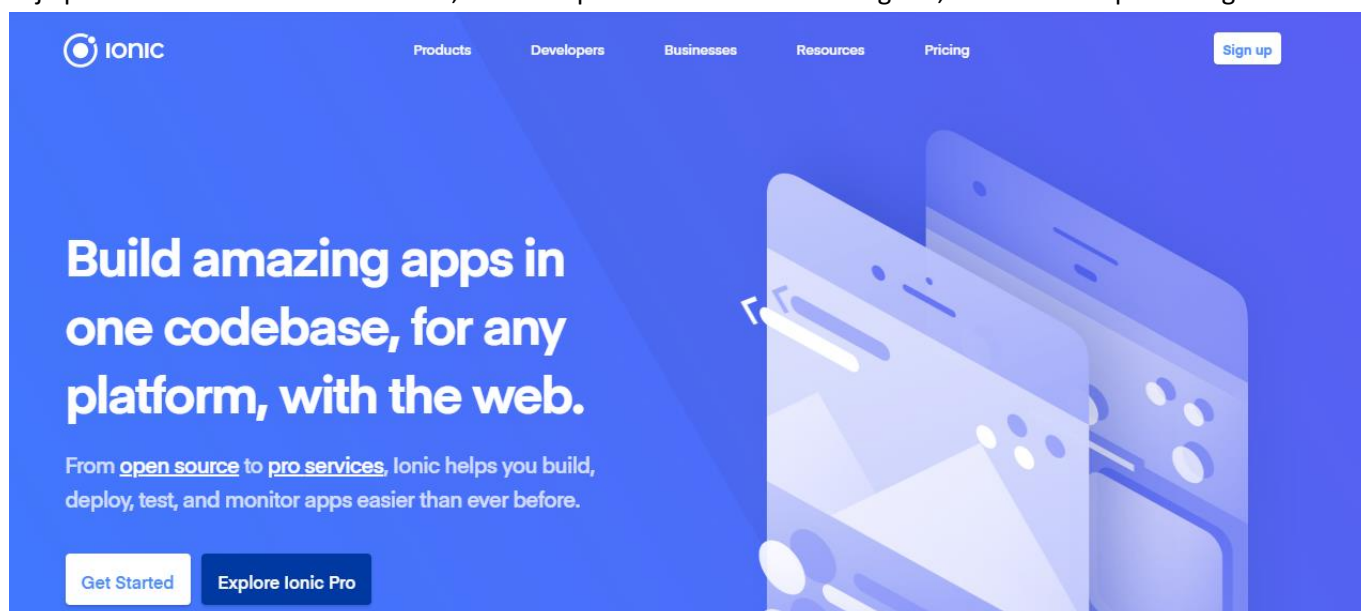 IONIC
Products Developers Businesses Resources Pricing
Sign up
Build amazing apps in
one codebase, for any
platform, with the web.
From open source to pro services, Ionic helps you build,
deploy, test, and monitor apps easier than ever before.
Get Started Explore Ionic Pro